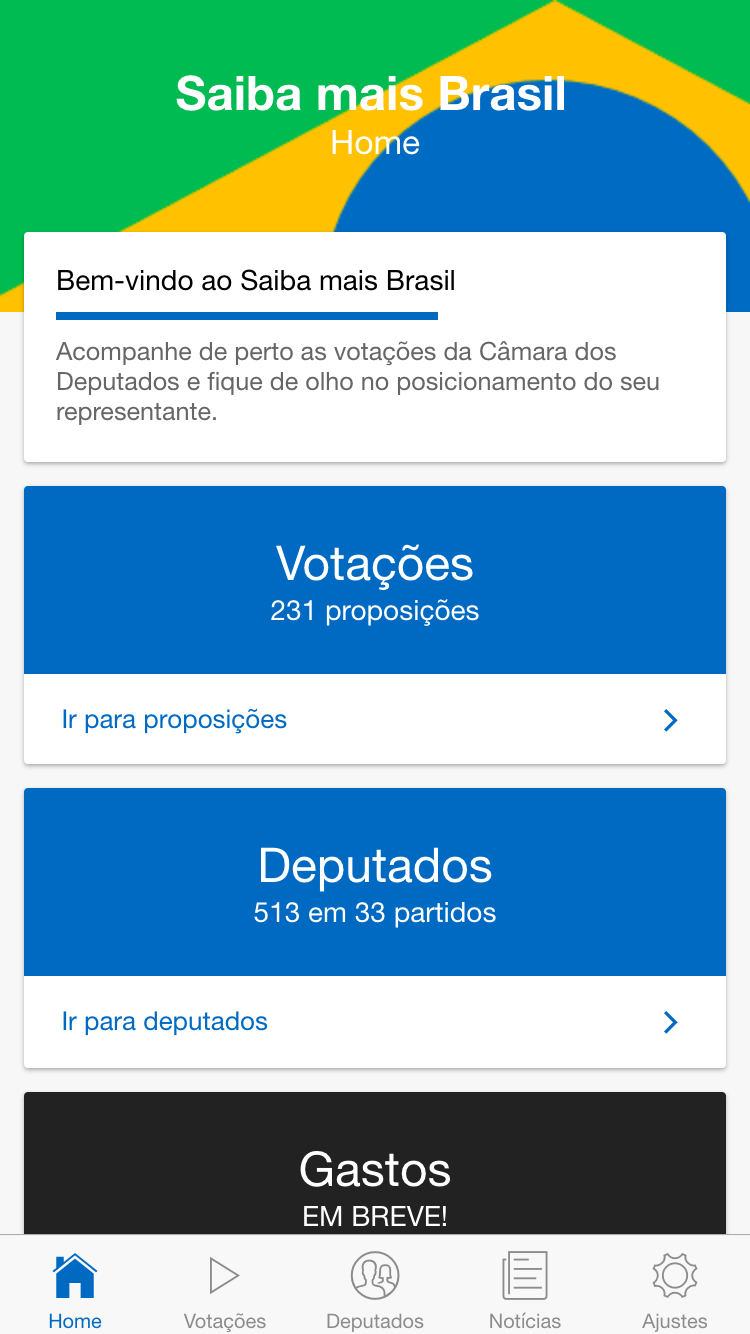 Saiba mais Brasil
Home
Bem-vindo ao Saiba mais Brasil
Acompanhe de perto as votações da Câmara dos
Deputados e fique de olho no posicionamento do seu
representante.
Votações
231 proposições
Ir para proposições
Deputados
513 em 33 partidos
Ir para deputados
Gastos
EM BREVE!
Home
Votações
Deputados
Notícias
Ajustes